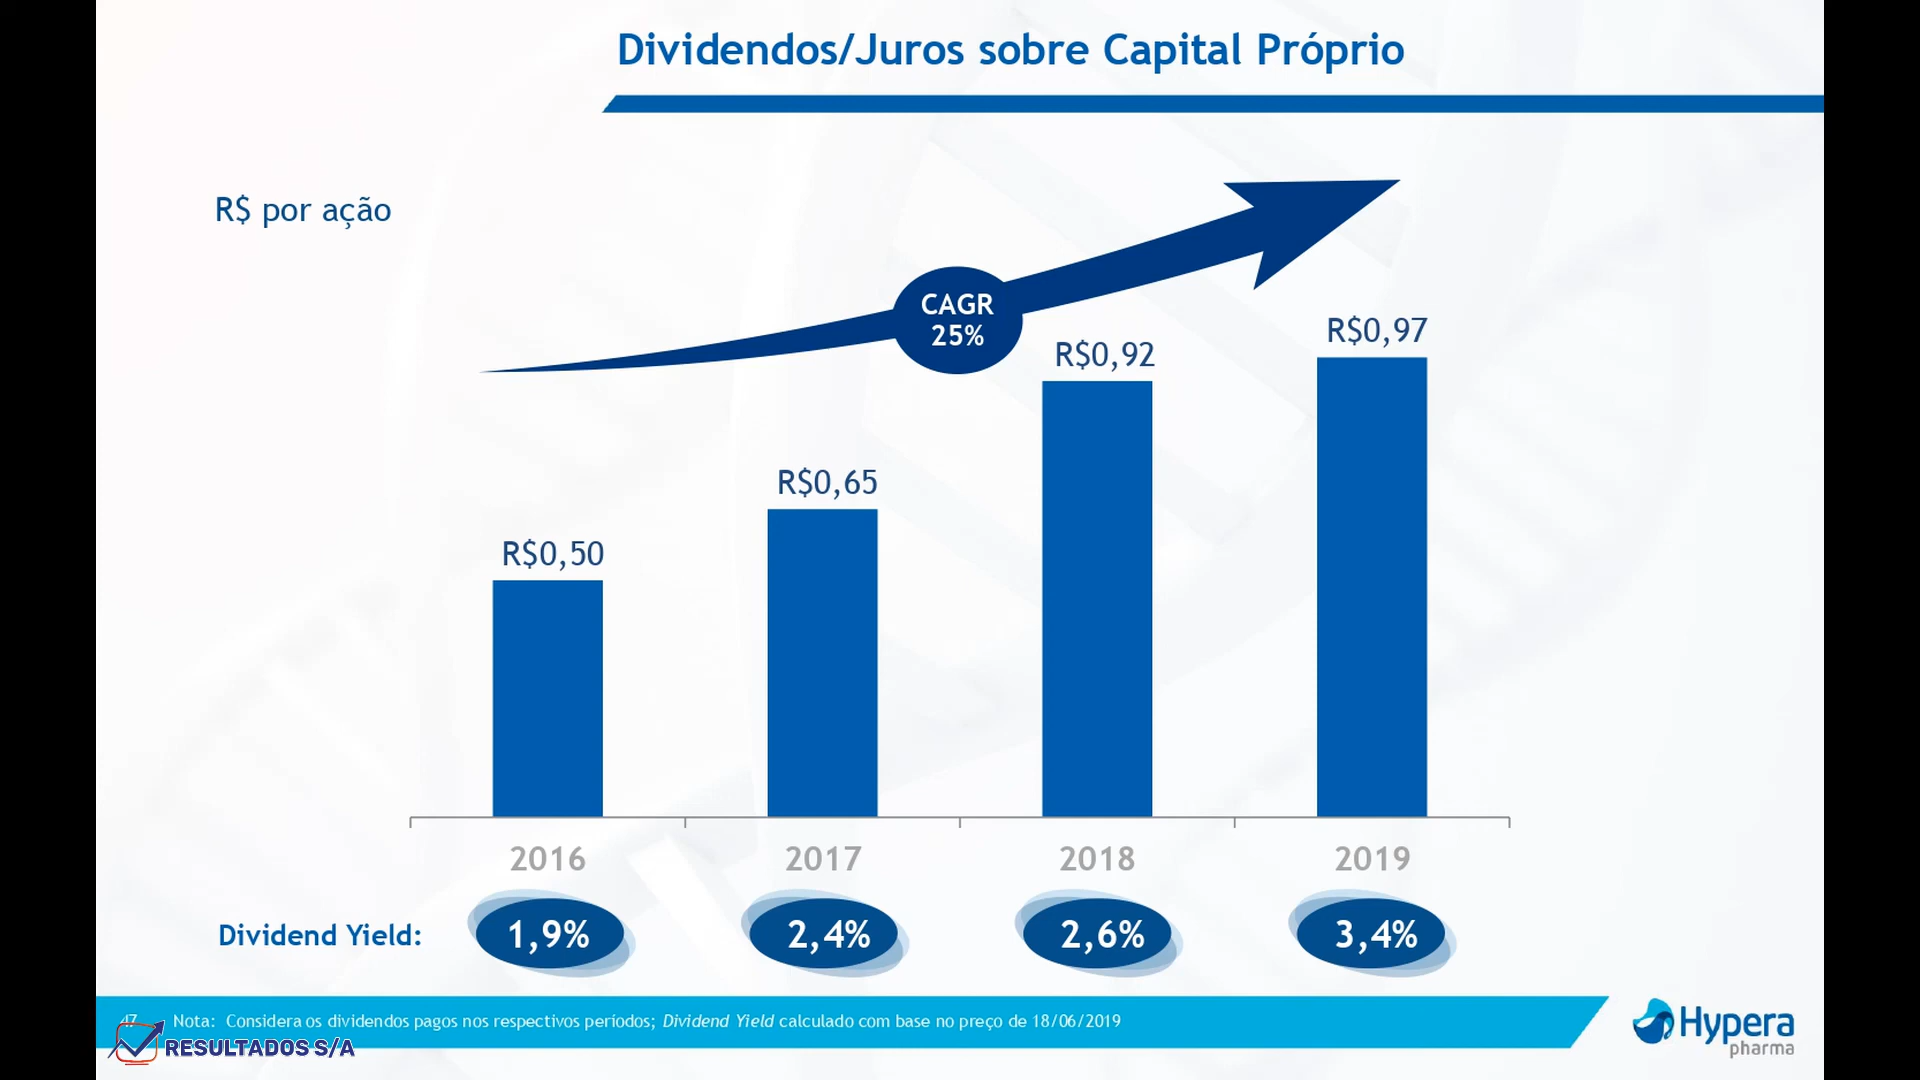 Dividendos/Juros sobre Capital Próprio
R$ por ação
CAGR
25%
R$0,50
R$0,65
R$0,92
R$0,97
2016 2017 2018 2019
Dividend Yield: 1,9% 2,4% 2,6% 3,4%
47 Nota: Considera os dividendos pagos nos respectivos períodos; Dividend Yield calculado com base no preço de 18/06/2019
RESULTADOS S/A
Hypera
pharma